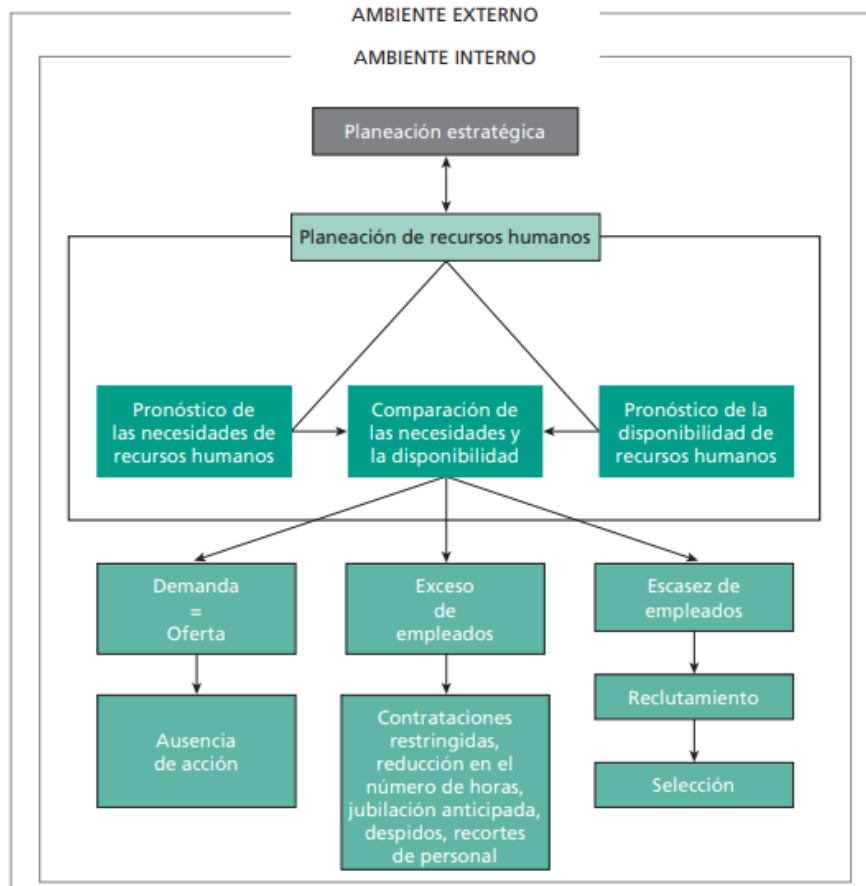 AMBIENTE EXTERNO
AMBIENTE INTERNO
Planeación estratégica
Planeación de recursos humanos
Pronóstico de
las necesidades de
recursos humanos
Comparación de
las necesidades y
la disponibilidad
Pronóstico de la
disponibilidad de
recursos humanos
Demanda
=
Oferta
Exceso
de
empleados
Escasez de
empleados
Ausencia
de acción
Contrataciones
restringidas,
reducción en el
número de horas,
jubilación anticipada,
despidos, recortes
de personal
Reclutamiento
Selección